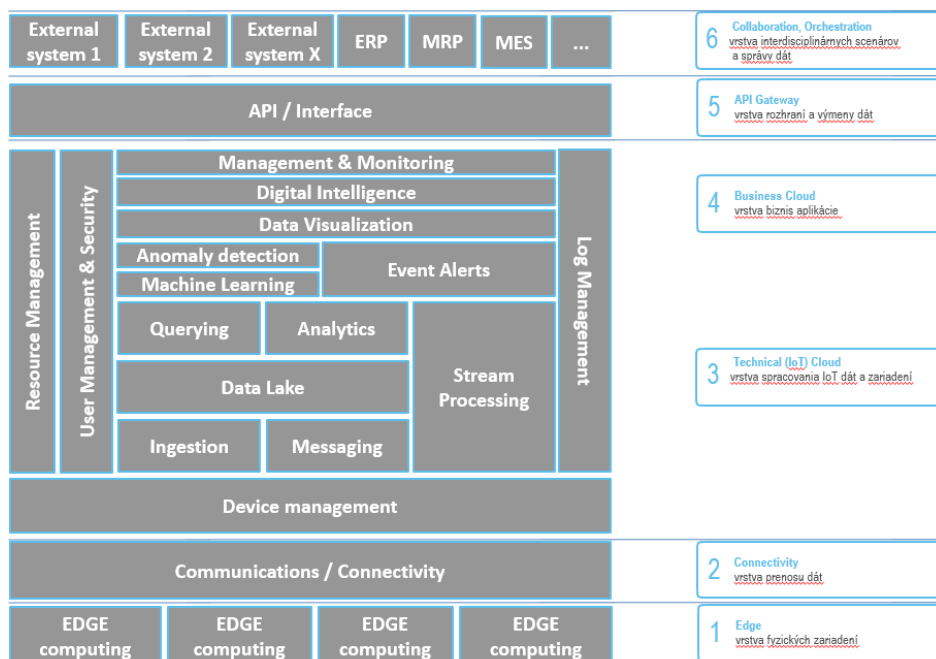 External
system 1
External
system 2
External
system X
ERP
MRP
MES
...
6
Collaboration, Orchestration
vrstva interdisciplinárnych scenárov
a správy dát
API / Interface
5
API Gateway
vrstva rozhraní a výmeny dát
Resource Management
User Management & Security
Management & Monitoring
Digital Intelligence
Data Visualization
Anomaly detection
Machine Learning
Event Alerts
Querying
Analytics
Data Lake
Stream
Processing
Ingestion
Messaging
Log Management
4
Business Cloud
vrstva biznis aplikácie
3
Technical (IoT) Cloud
vrstva spracovania IoT dát a zariadení
Device management
Communications / Connectivity
2
Connectivity
vrstva prenosu dát
EDGE
computing
EDGE
computing
EDGE
computing
EDGE
computing
1
Edge
vrstva fyzických zariadení